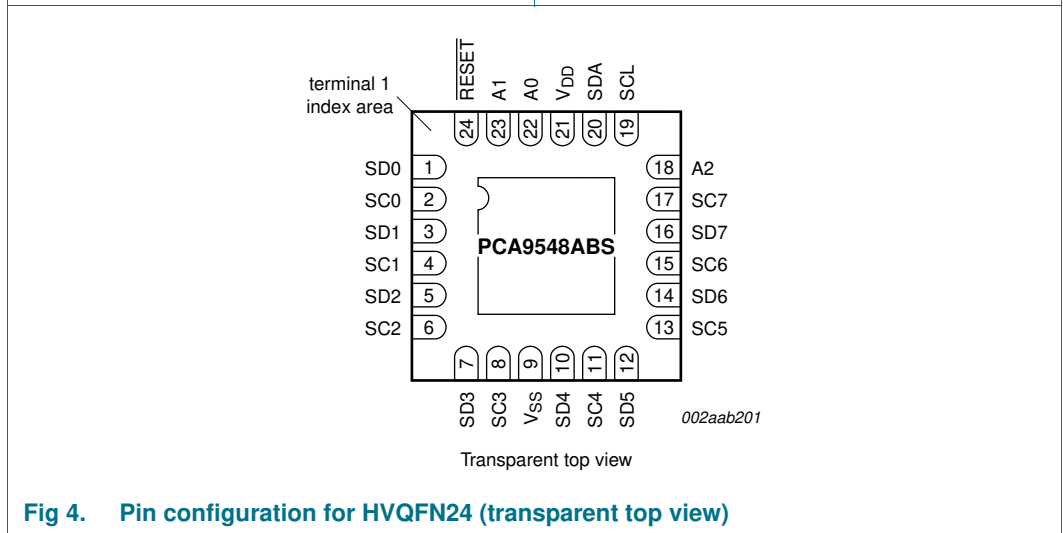 terminal 1
index area
RESET
A1
A0
VDD
SDA
SCL
24
23
22
21
20
19
SD0 1
SC0 2
SD1 3
SC1 4
SD2 5
SC2 6
18 A2
17 SC7
16 SD7
15 SC6
14 SD6
13 SC5
PCA9548ABS
7
8
9
10
11
12
SD3
SC3
VSS
SD4
SC4
SD5
002aab201
Transparent top view
Fig 4. Pin configuration for HVQFN24 (transparent top view)